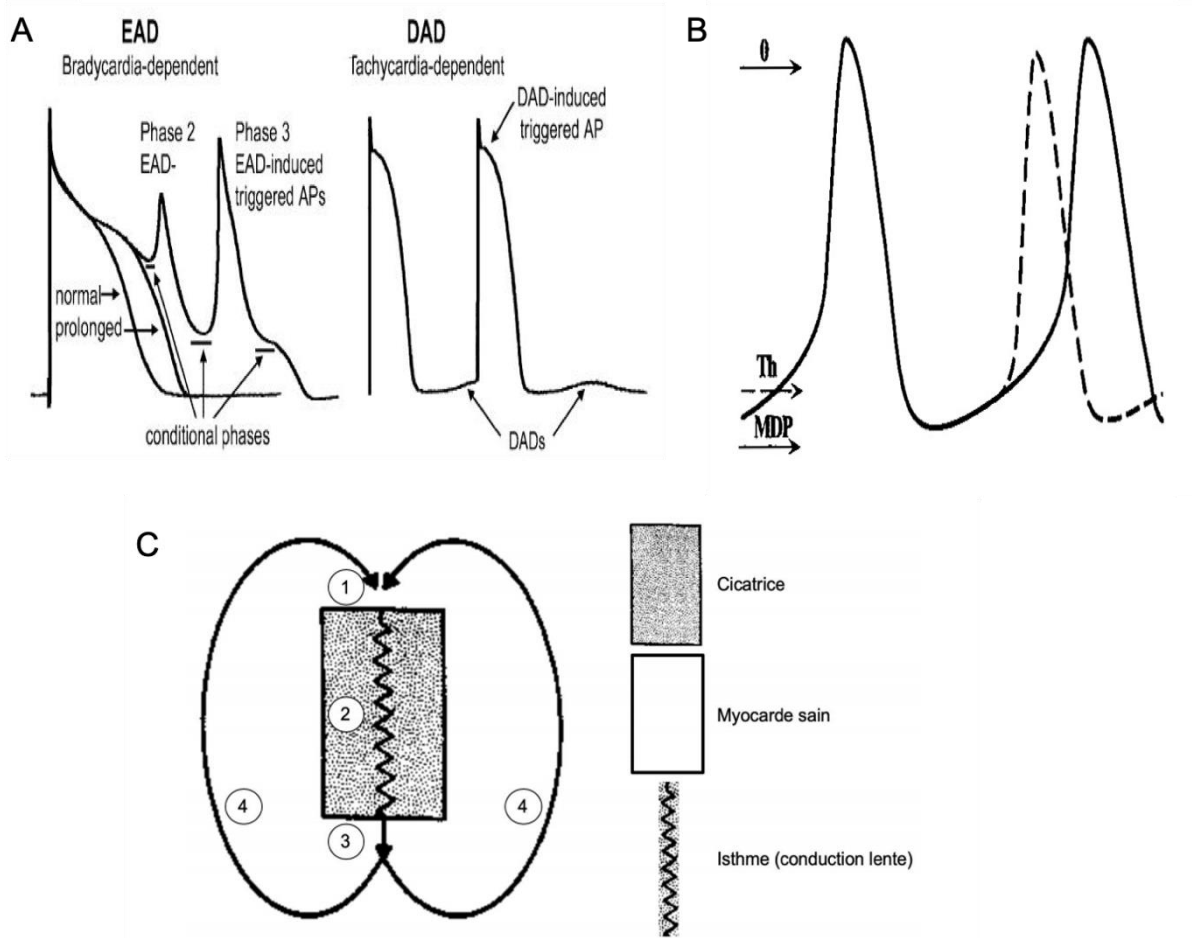 A
EAD
Bradycardia-dependent
Phase 2
EAD-
Phase 3
EAD-induced
triggered APs
normal
prolonged
conditional phases
DAD
Tachycardia-dependent
DAD-induced
triggered AP
DADs
B
0
Th
MDP
C
1
2
3
4
4
Cicatrice
Myocarde sain
Isthme (conduction lente)